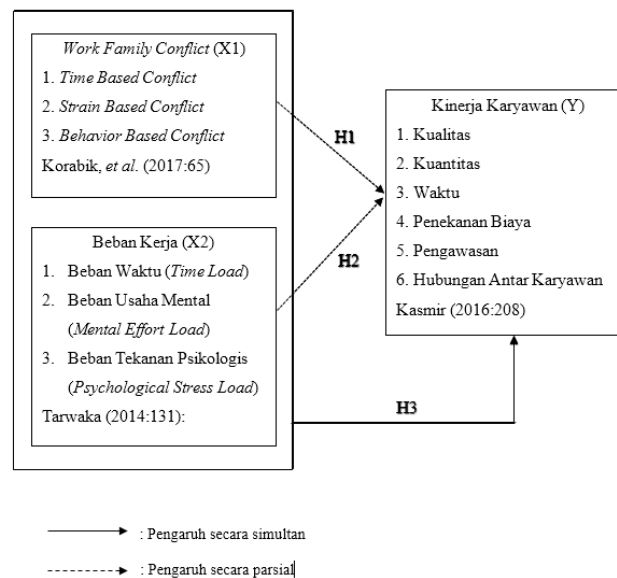 Work Family Conflict (X1)
1. Time Based Conflict
2. Strain Based Conflict
3. Behavior Based Conflict
Korabik, et al. (2017:65)
H1
Kinerja Karyawan (Y)
1. Kualitas
2. Kuantitas
3. Waktu
4. Penekanan Biaya
5. Pengawasan
6. Hubungan Antar Karyawan
Kasmir (2016:208)
Beban Kerja (X2)
1. Beban Waktu (Time Load)
2. Beban Usaha Mental
(Mental Effort Load)
3. Beban Tekanan Psikologis
(Psychological Stress Load)
Tarwaka (2014:131):
H2
H3
: Pengaruh secara simultan
: Pengaruh secara parsial